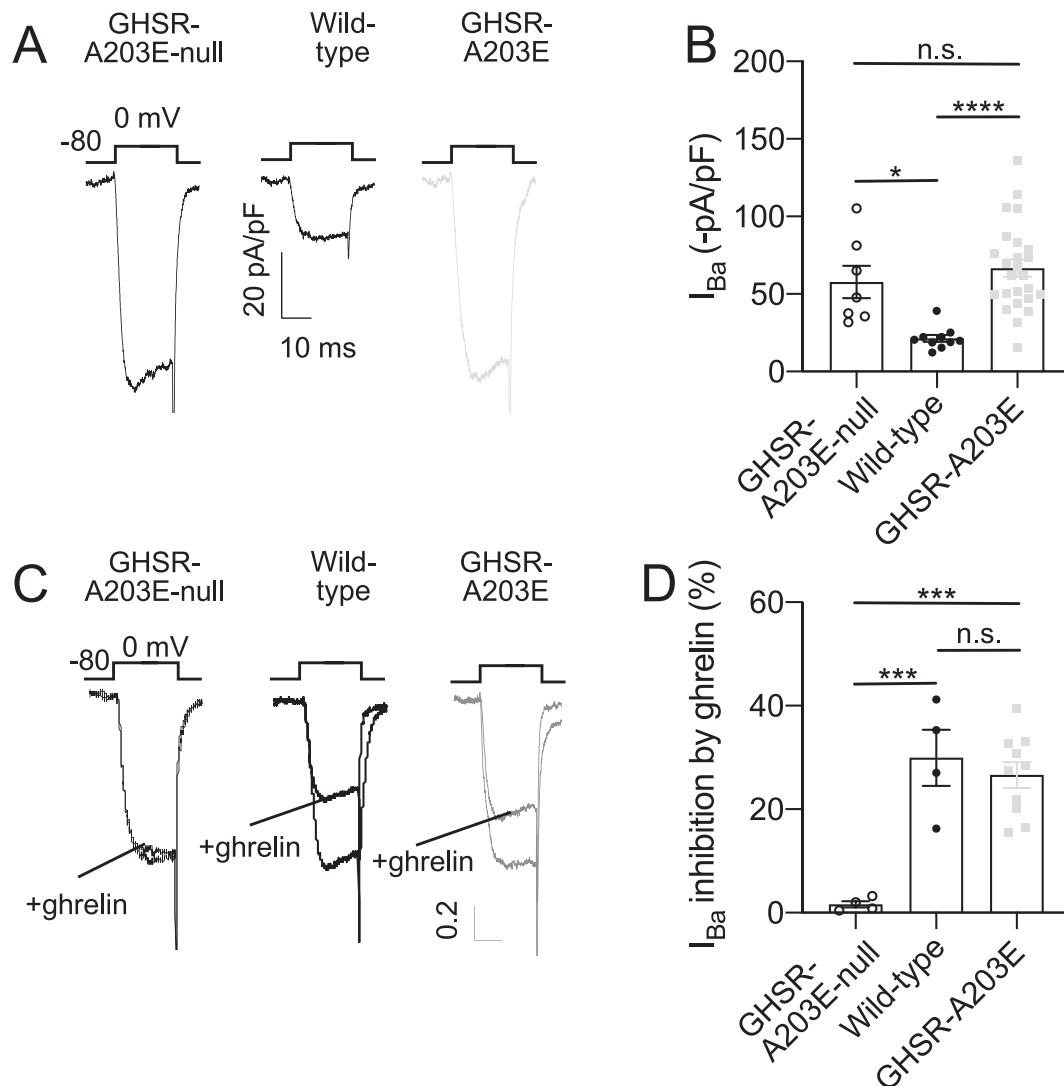 A
GHSR-
A203E-null
Wild-
type
GHSR-
A203E
0 mV
-80
20 pA/pF
10 ms
B
200
150
100
50
0
I_Ba (-pA/pF)
n.s.
****
*
GHSR-
A203E-null
Wild-type
GHSR-A203E
C
GHSR-
A203E-null
Wild-
type
GHSR-
A203E
0 mV
-80
+ghrelin
+ghrelin
+ghrelin
0.2
D
60
40
20
0
I_Ba inhibition by ghrelin (%)
***
n.s.
***
GHSR-
A203E-null
Wild-type
GHSR-A203E